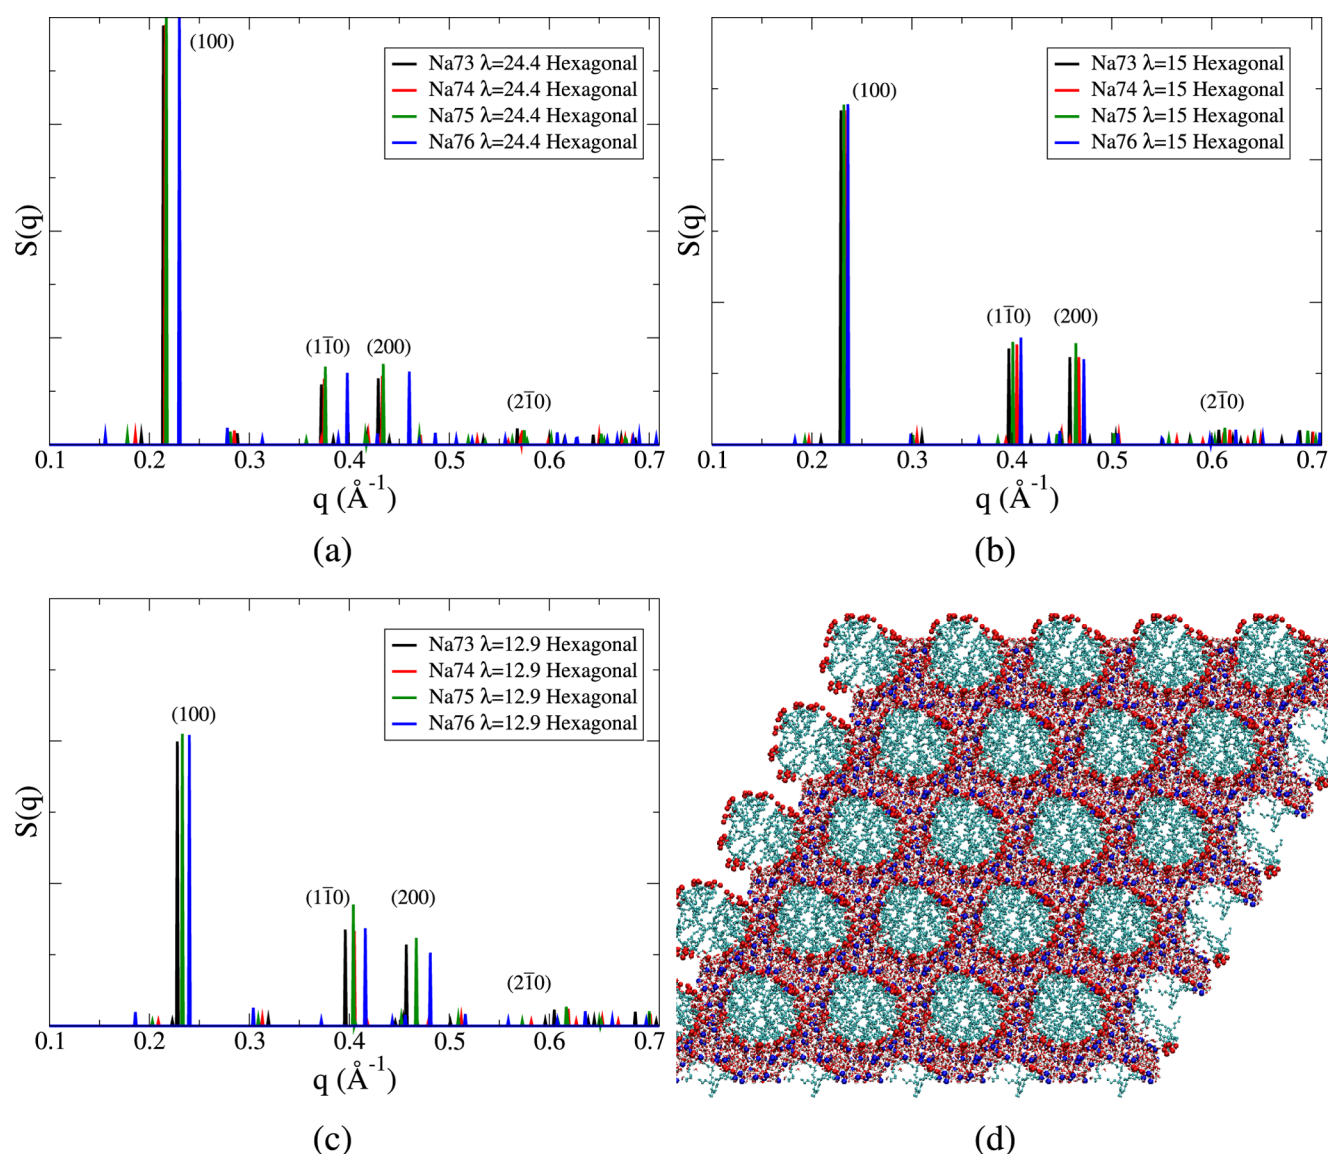 (100)
Na73 λ=24.4 Hexagonal
Na74 λ=24.4 Hexagonal
Na75 λ=24.4 Hexagonal
Na76 λ=24.4 Hexagonal
S(q)
(11̅0)
(200)
(21̅0)
0.1 0.2 0.3 0.4 0.5 0.6 0.7
q (Å⁻¹)
(a)
(100)
Na73 λ=15 Hexagonal
Na74 λ=15 Hexagonal
Na75 λ=15 Hexagonal
Na76 λ=15 Hexagonal
S(q)
(11̅0)
(200)
(21̅0)
0.1 0.2 0.3 0.4 0.5 0.6 0.7
q (Å⁻¹)
(b)
Na73 λ=12.9 Hexagonal
Na74 λ=12.9 Hexagonal
Na75 λ=12.9 Hexagonal
Na76 λ=12.9 Hexagonal
(100)
S(q)
(11̅0)
(200)
(21̅0)
0.1 0.2 0.3 0.4 0.5 0.6 0.7
q (Å⁻¹)
(c)
(d)